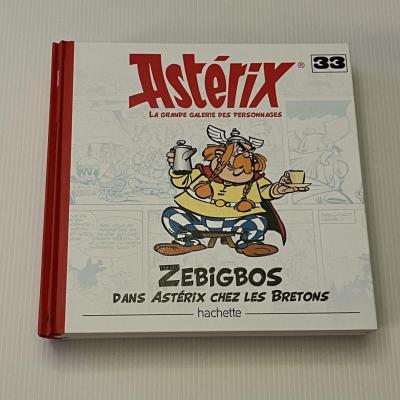 Astérix®
33
LA GRANDE GALERIE DES PERSONNAGES
ZEBIGBOS
DANS ASTÉRIX CHEZ LES BRETONS
hachette